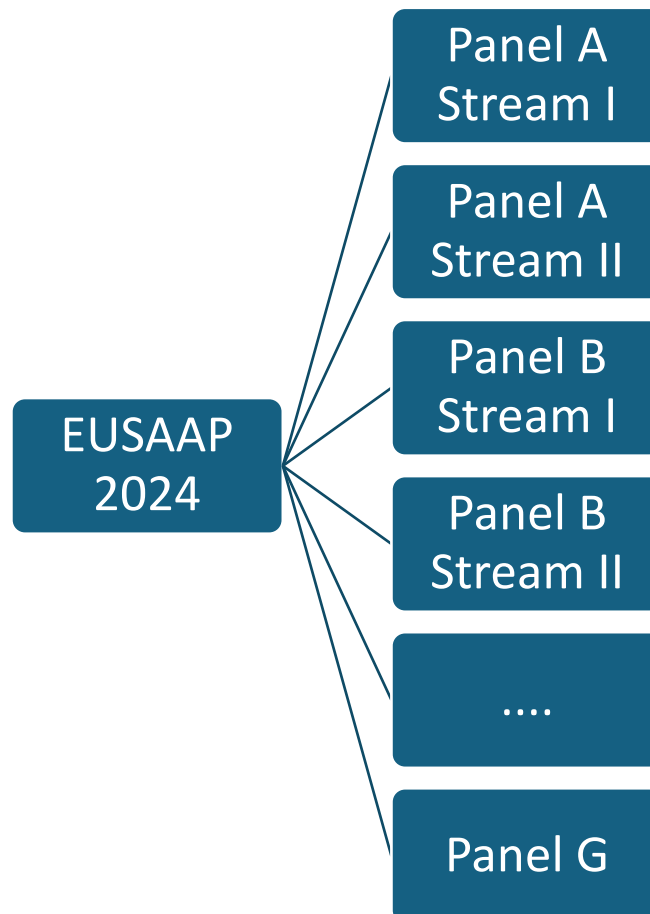 Panel A
Stream I
Panel A
Stream II
Panel B
Stream I
EUSAAP
2024
Panel B
Stream II
....
Panel G